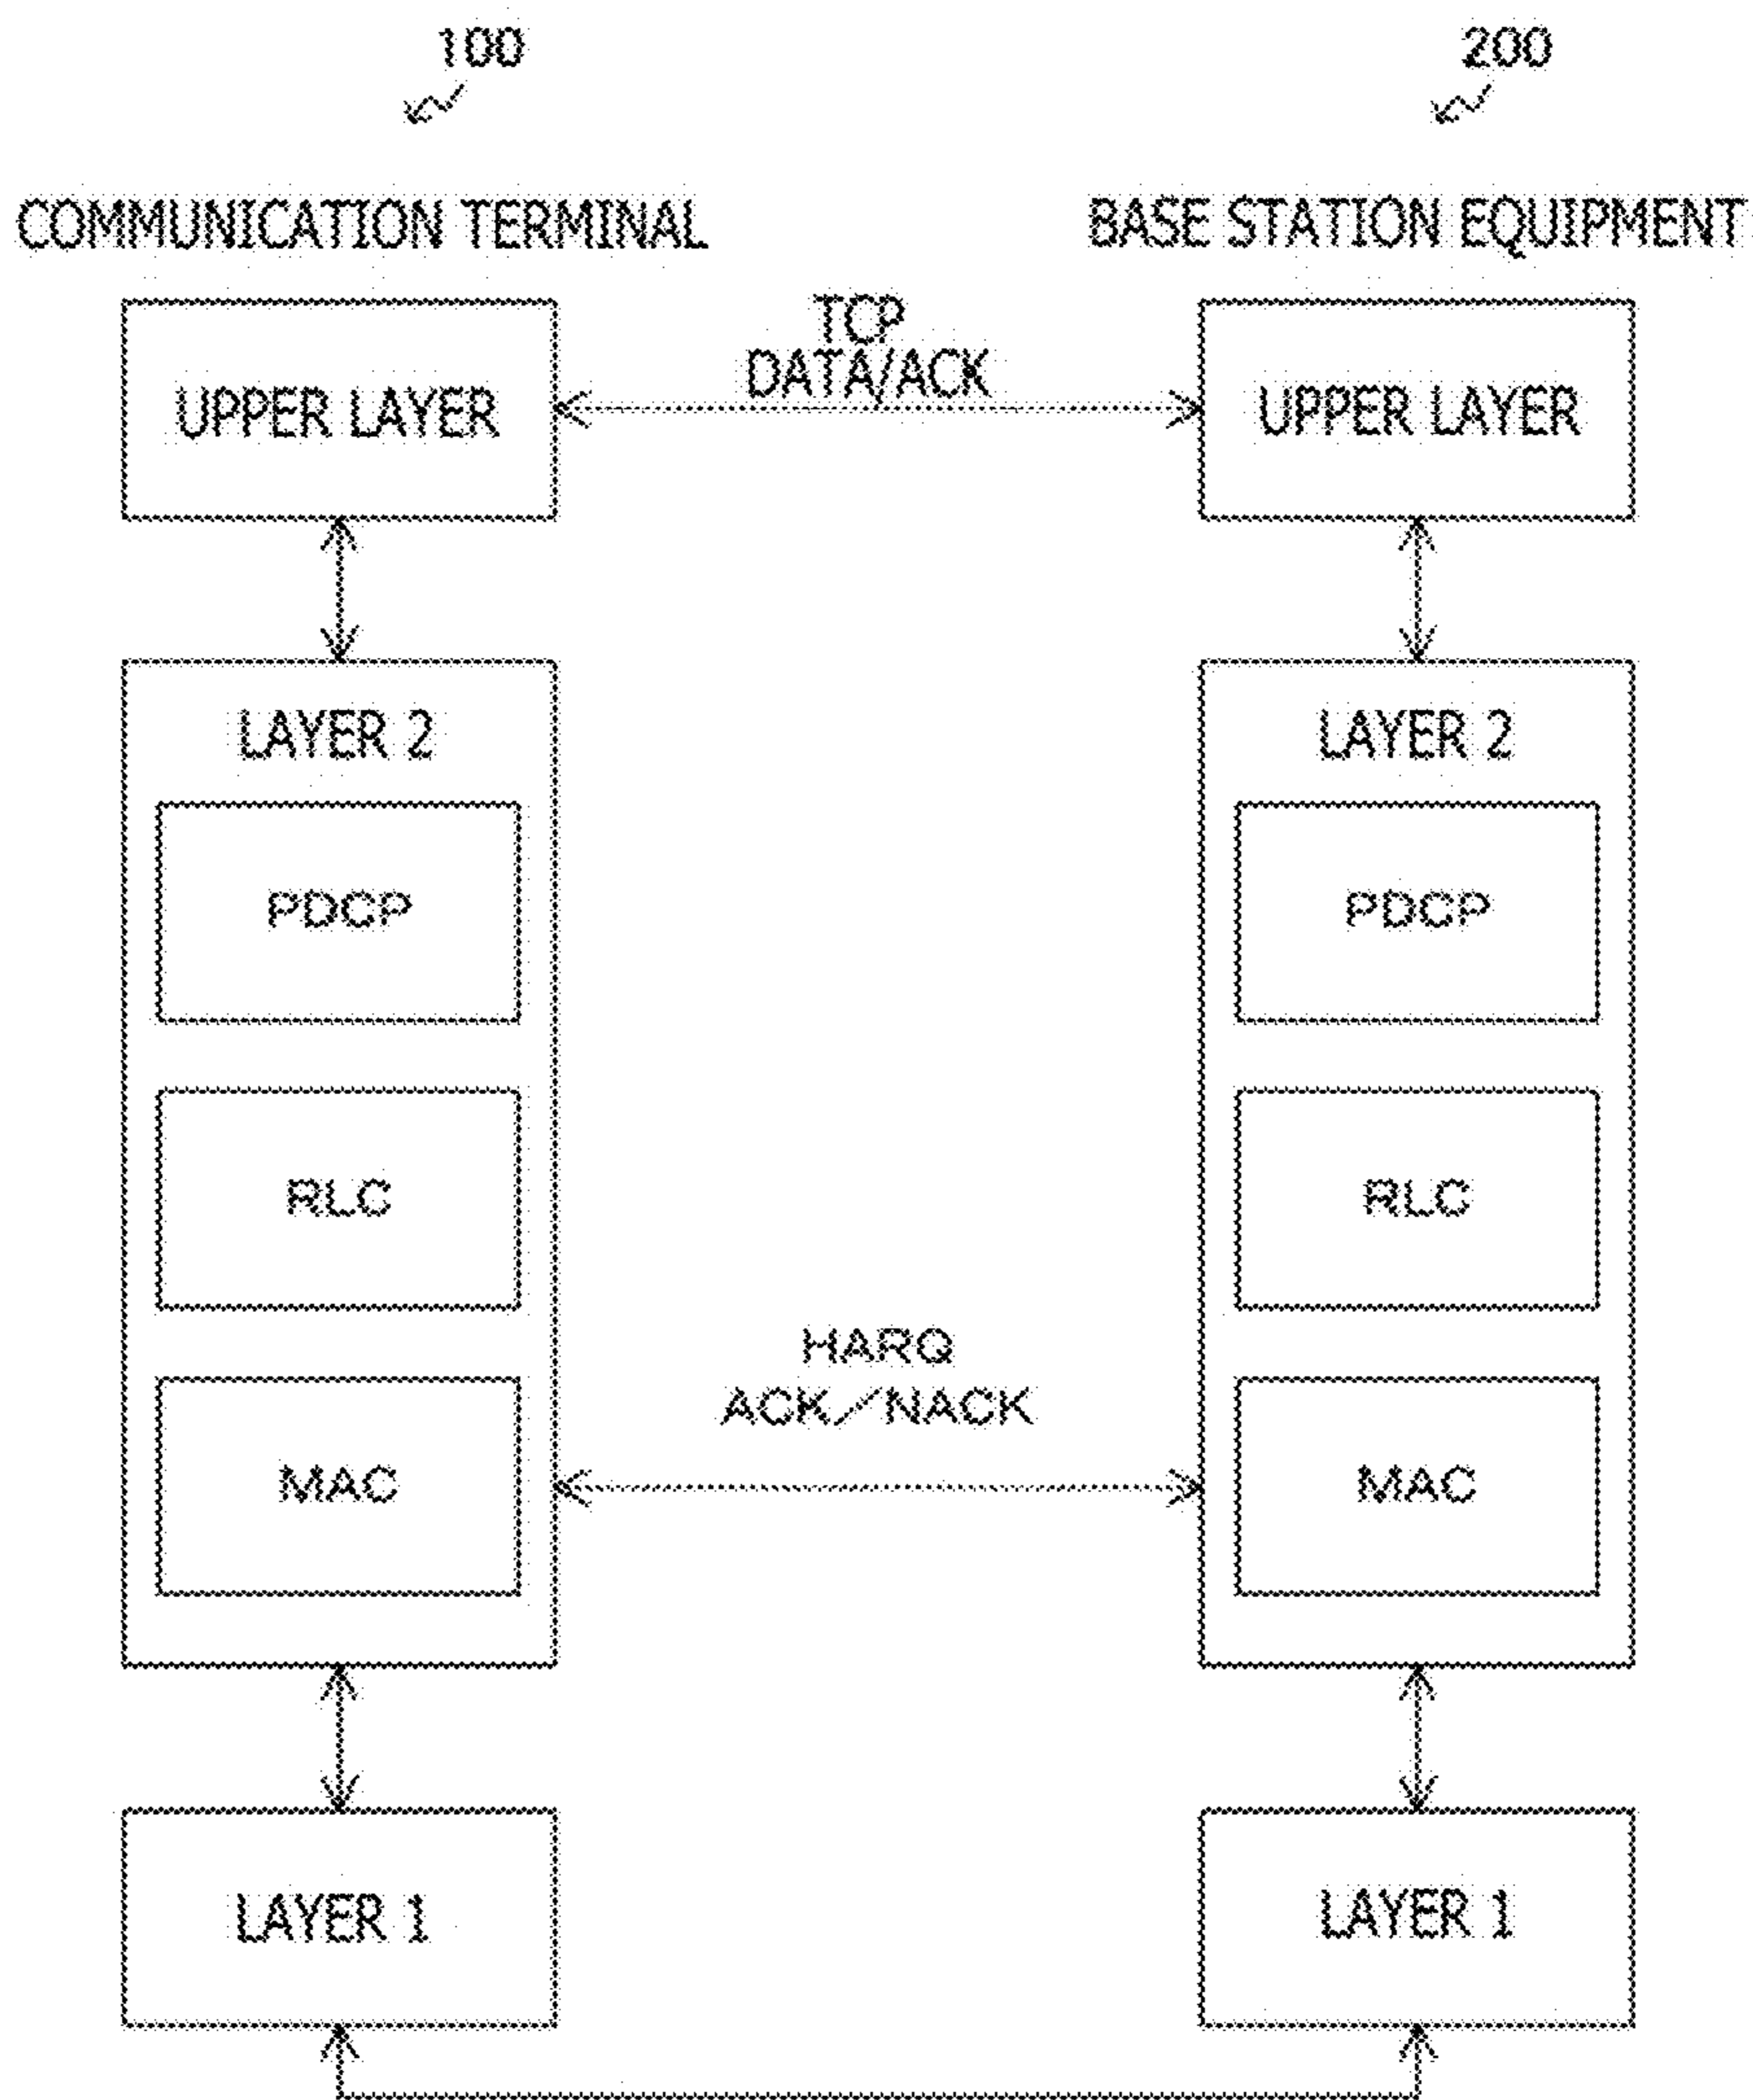 100
200
COMMUNICATION TERMINAL
BASE STATION EQUIPMENT
TCP
DATA/ACK
UPPER LAYER
UPPER LAYER
LAYER 2
LAYER 2
PDCP
PDCP
RLC
RLC
HARQ
ACK/NACK
MAC
MAC
LAYER 1
LAYER 1